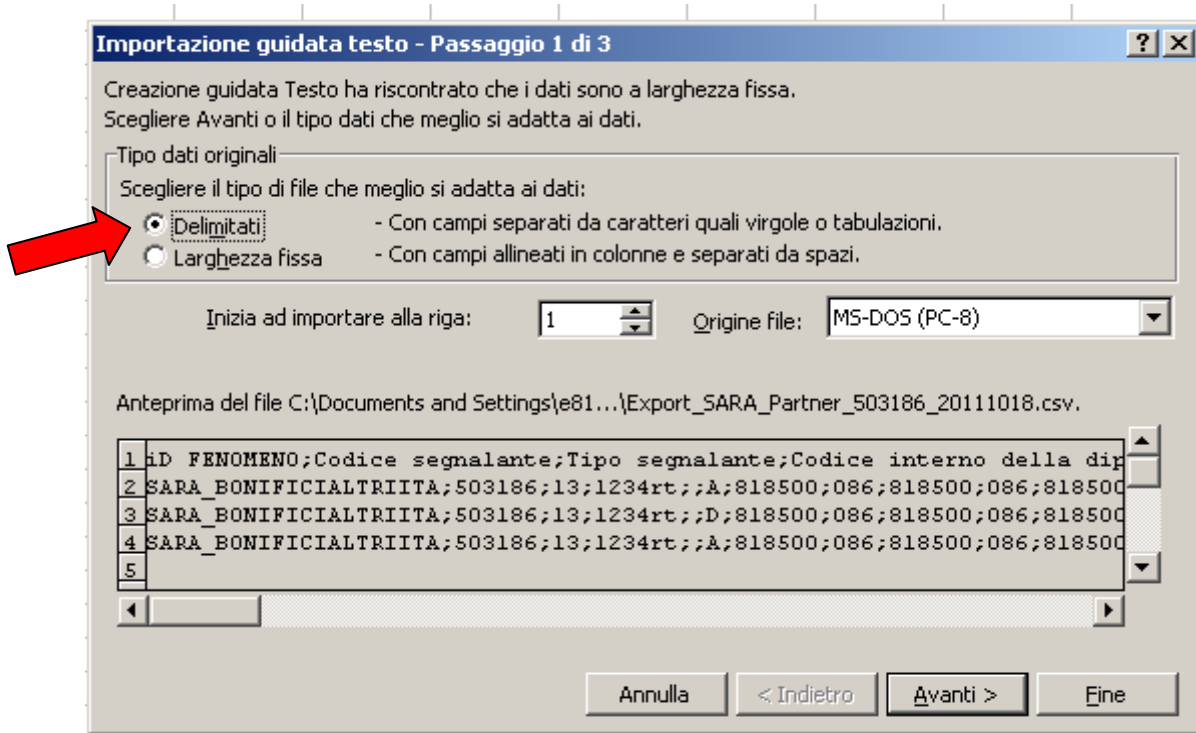 Importazione guidata testo - Passaggio 1 di 3
Creazione guidata Testo ha riscontrato che i dati sono a larghezza fissa.
Scegliere Avanti o il tipo dati che meglio si adatta ai dati.
Tipo dati originali
Scegliere il tipo di file che meglio si adatta ai dati:
Delimitati - Con campi separati da caratteri quali virgole o tabulazioni.
Larghezza fissa - Con campi allineati in colonne e separati da spazi.
Inizia ad importare alla riga: 1 Origine file: MS-DOS (PC-8)
Anteprima del file C:\Documents and Settings\e81...\Export_SARA_Partner_503186_20111018.csv.
1 iD FENOMENO;Codice segnalante;Tipo segnalante;Codice interno della dip
2 SARA_BONIFICIALTRIITA;503186;13;1234rt;;A;818500;086;818500;086;818500
3 SARA_BONIFICIALTRIITA;503186;13;1234rt;;D;818500;086;818500;086;818500
4 SARA_BONIFICIALTRIITA;503186;13;1234rt;;A;818500;086;818500;086;818500
5
Annulla < Indietro Avanti > Fine